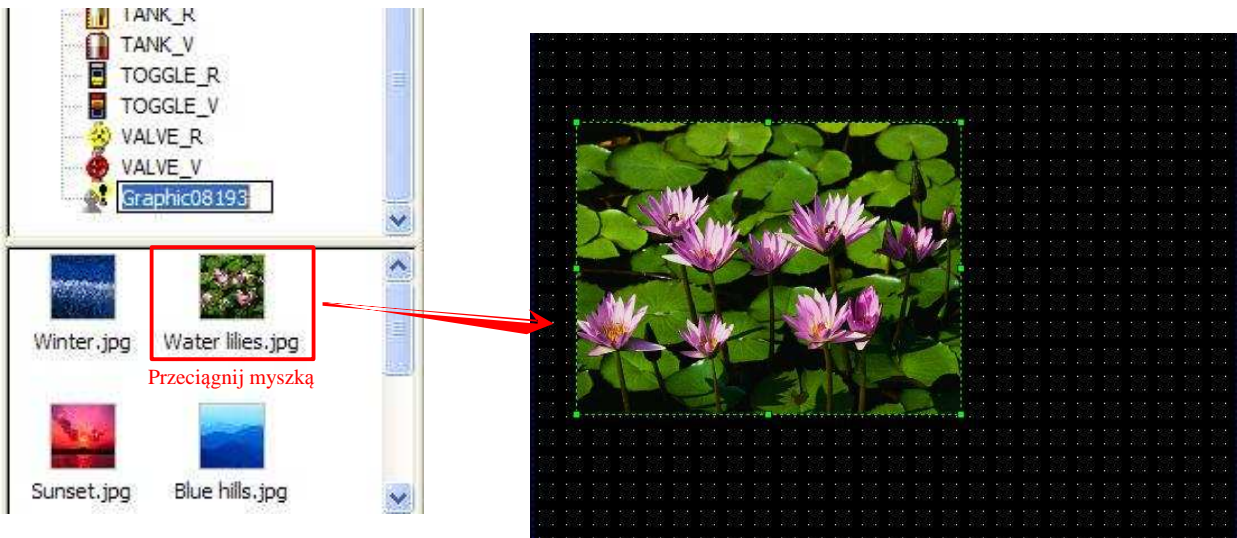 TANK_R
TANK_V
TOGGLE_R
TOGGLE_V
VALVE_R
VALVE_V
Graphic08193
Winter.jpg
Water lilies.jpg
Przeciągnij myszką
Sunset.jpg
Blue hills.jpg